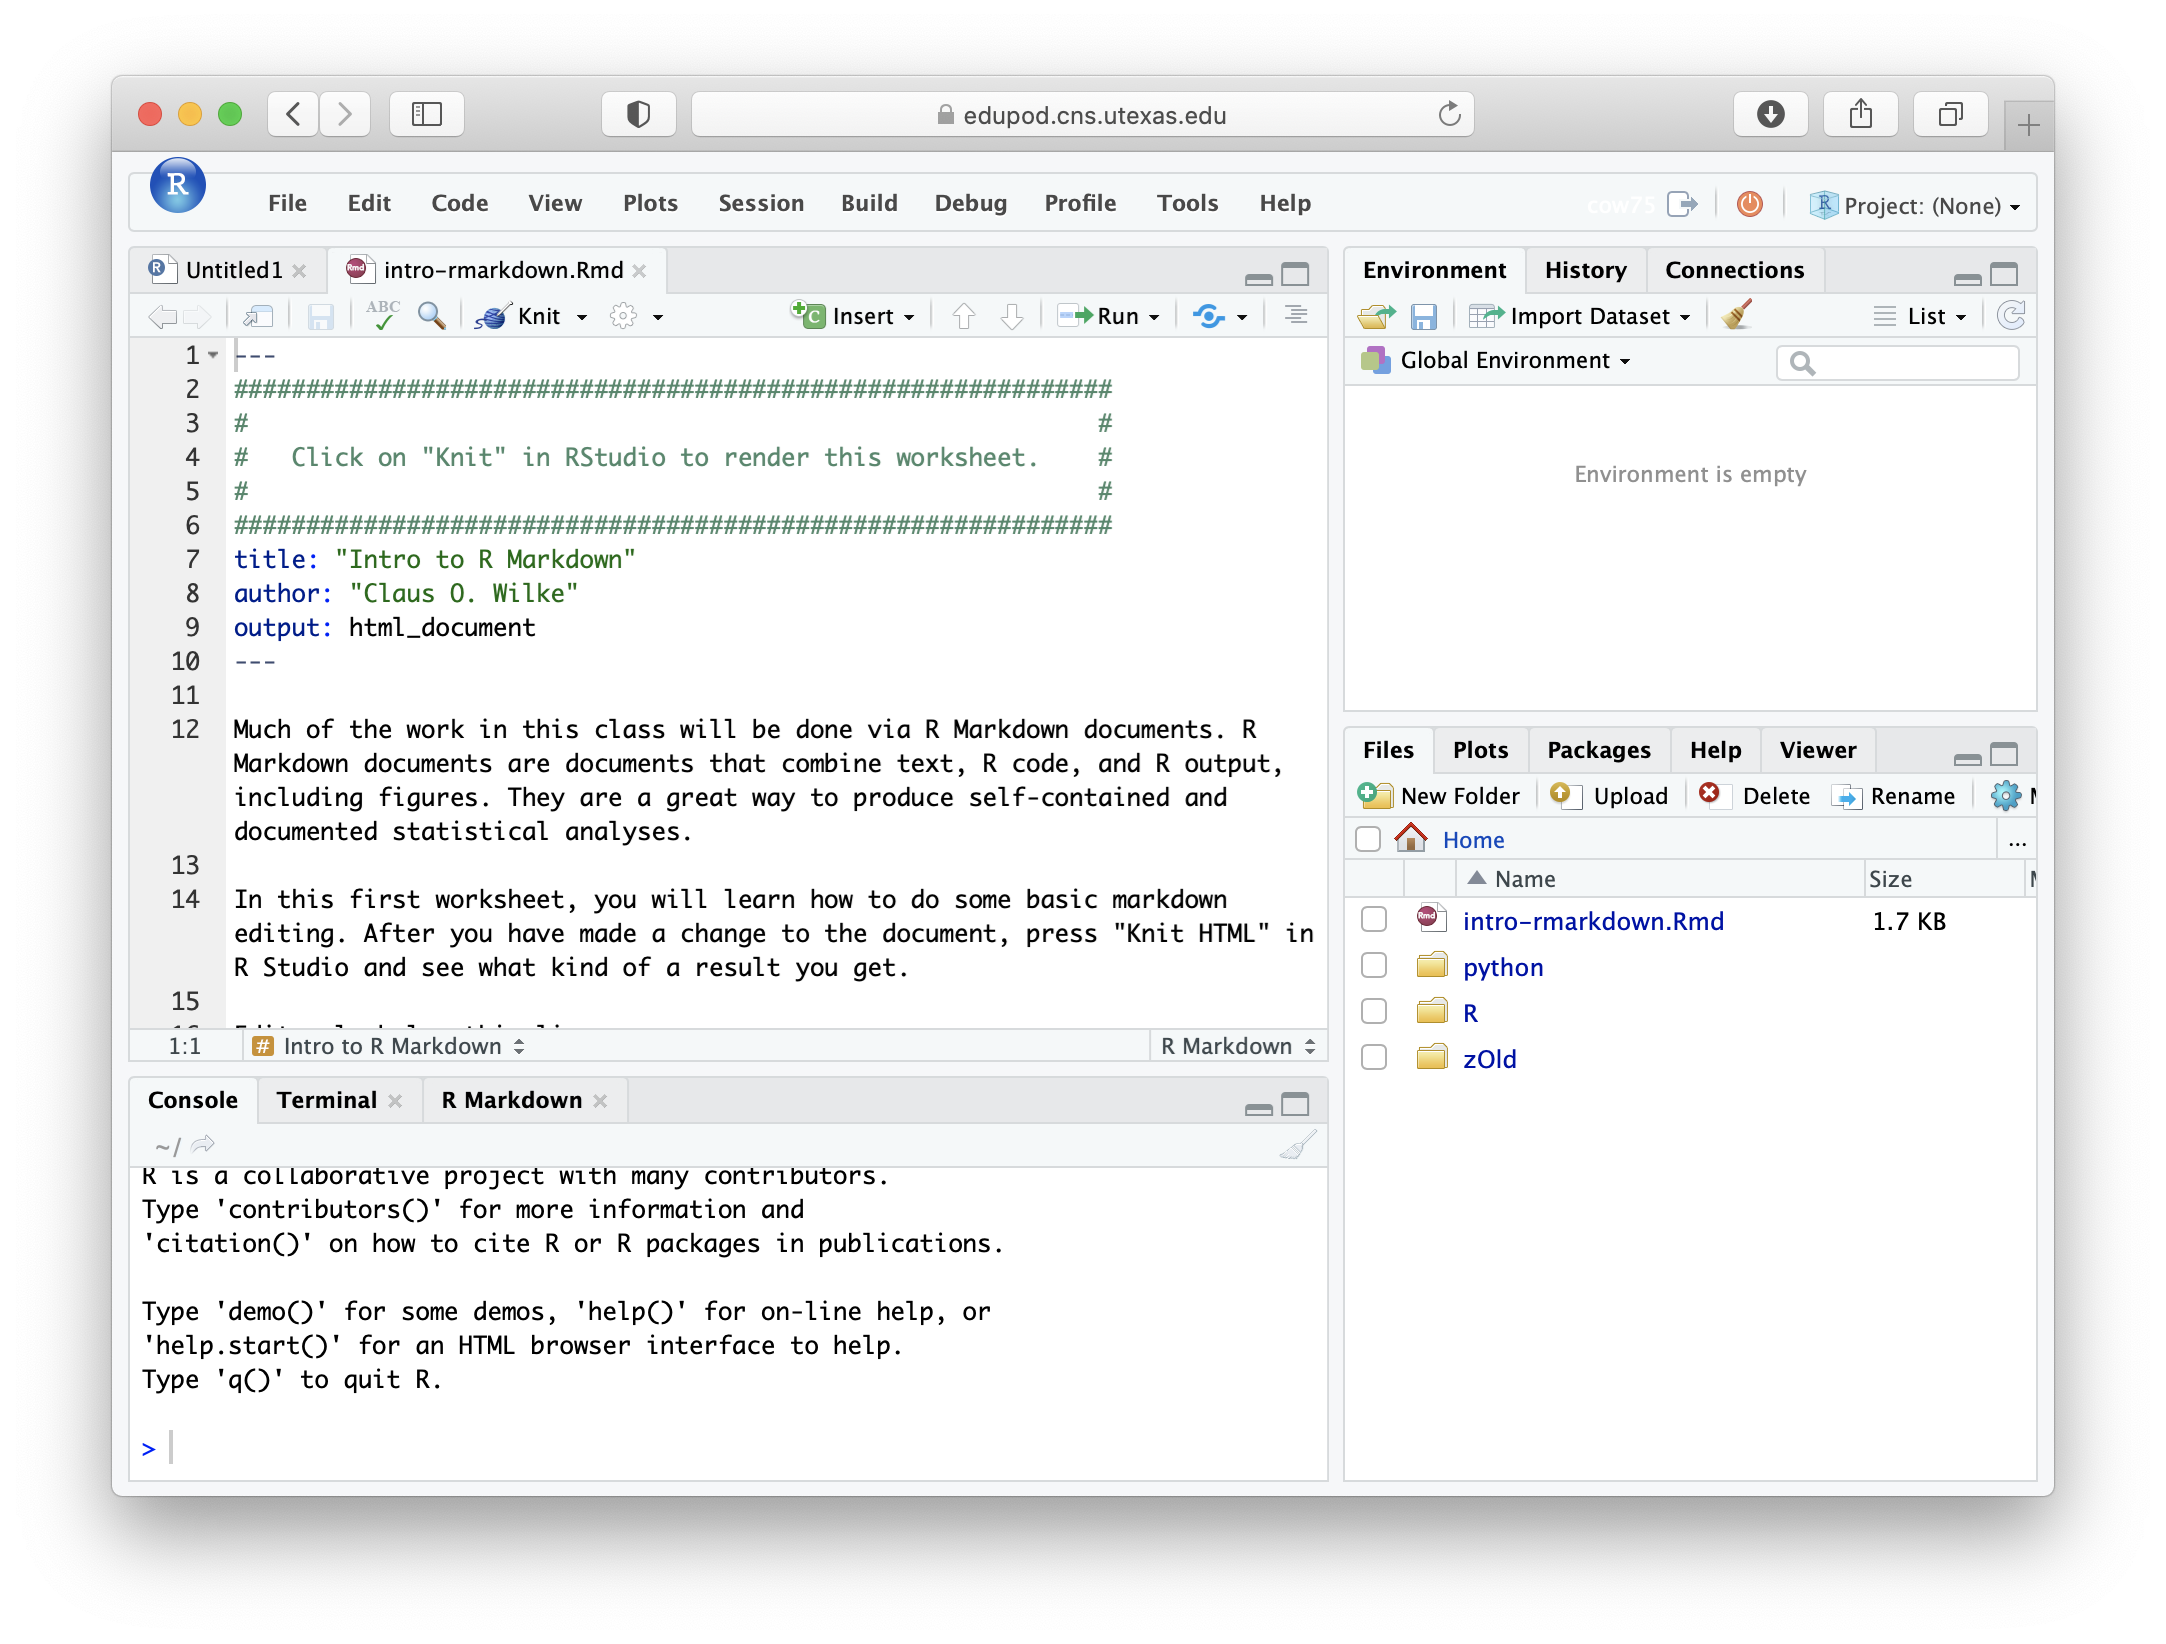 edupod.cns.utexas.edu
R
File Edit Code View Plots Session Build Debug Profile Tools Help
cow75
Project: (None)
Untitled1
intro-rmarkdown.Rmd
ABC
Knit
Insert
Run
1 ---
2 #############################################################
3 # #
4 # Click on "Knit" in RStudio to render this worksheet. #
5 # #
6 #############################################################
7 title: "Intro to R Markdown"
8 author: "Claus O. Wilke"
9 output: html_document
10 ---
11
12 Much of the work in this class will be done via R Markdown documents. R
Markdown documents are documents that combine text, R code, and R output,
including figures. They are a great way to produce self-contained and
documented statistical analyses.
13
14 In this first worksheet, you will learn how to do some basic markdown
editing. After you have made a change to the document, press "Knit HTML" in
R Studio and see what kind of a result you get.
15
1:1 # Intro to R Markdown R Markdown
Console Terminal R Markdown
~/
R is a collaborative project with many contributors.
Type 'contributors()' for more information and
'citation()' on how to cite R or R packages in publications.
Type 'demo()' for some demos, 'help()' for on-line help, or
'help.start()' for an HTML browser interface to help.
Type 'q()' to quit R.
>
Environment History Connections
Import Dataset List
Global Environment
Environment is empty
Files Plots Packages Help Viewer
New Folder Upload Delete Rename
Home ...
Name Size
intro-rmarkdown.Rmd 1.7 KB
python
R
zOld